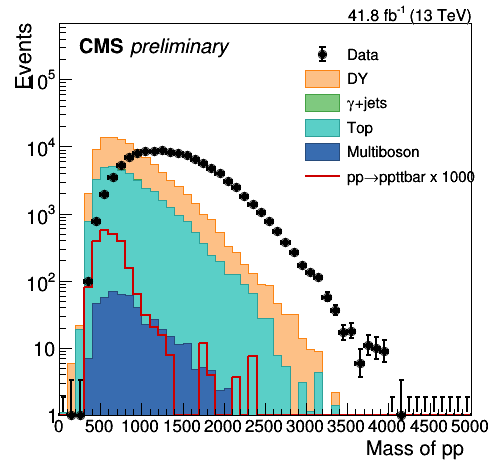 41.8 fb⁻¹ (13 TeV)
CMS preliminary
Events
Data
DY
γ+jets
Top
Multiboson
pp→ppttbar x 1000
10⁵
10⁴
10³
10²
10
1
0 500 1000 1500 2000 2500 3000 3500 4000 4500 5000
Mass of pp